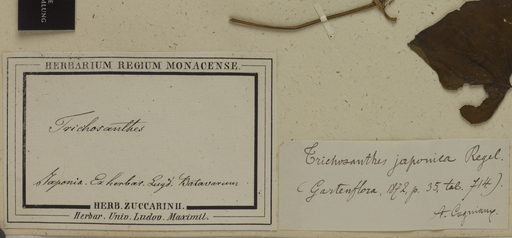 MLUNG
HERBARIUM REGIUM MONACENSE.
Trichosanthes
Japonia. Ex herbar. Lugd. Batavorum
HERB. ZUCCARINII.
Herbar. Univ. Ludov. Maximil.
Trichosanthes japonica Regel.
(Gartenflora, 1872 p. 35, tab. 714).
A. Cogniaux